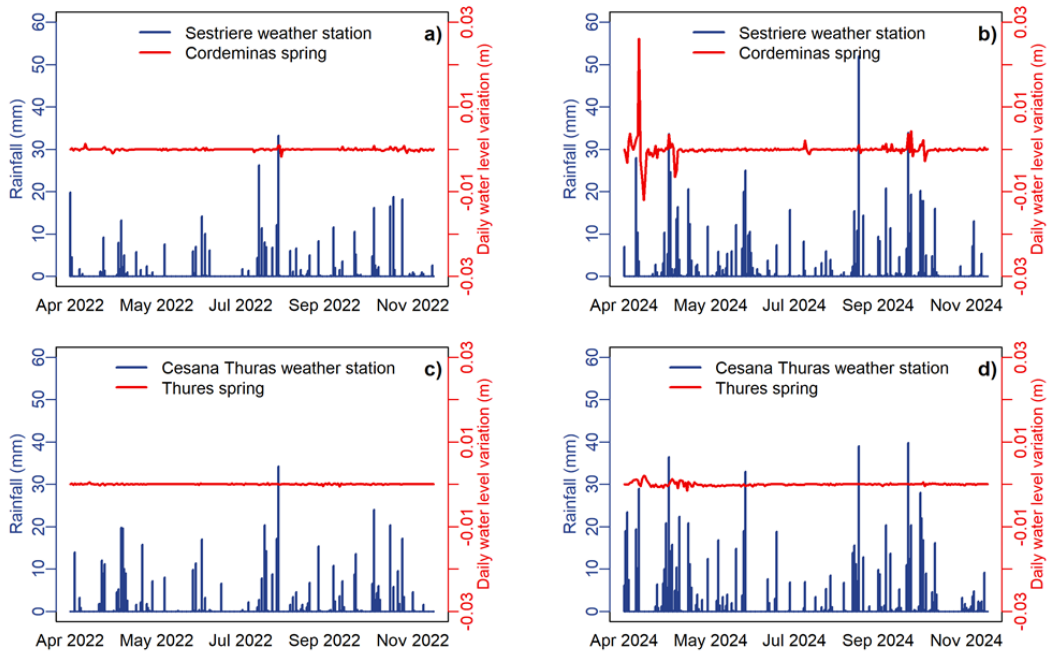 Sestriere weather station a)
Cordeminas spring
Rainfall (mm)
0 10 20 30 40 50 60
Daily water level variation (m)
-0.03 -0.01 0.01 0.03
Apr 2022 May 2022 Jul 2022 Sep 2022 Nov 2022
Sestriere weather station b)
Cordeminas spring
Rainfall (mm)
0 10 20 30 40 50 60
Daily water level variation (m)
-0.03 -0.01 0.01 0.03
Apr 2024 May 2024 Jul 2024 Sep 2024 Nov 2024
Cesana Thuras weather station c)
Thures spring
Rainfall (mm)
0 10 20 30 40 50 60
Daily water level variation (m)
-0.03 -0.01 0.01 0.03
Apr 2022 May 2022 Jul 2022 Sep 2022 Nov 2022
Cesana Thuras weather station d)
Thures spring
Rainfall (mm)
0 10 20 30 40 50 60
Daily water level variation (m)
-0.03 -0.01 0.01 0.03
Apr 2024 May 2024 Jul 2024 Sep 2024 Nov 2024